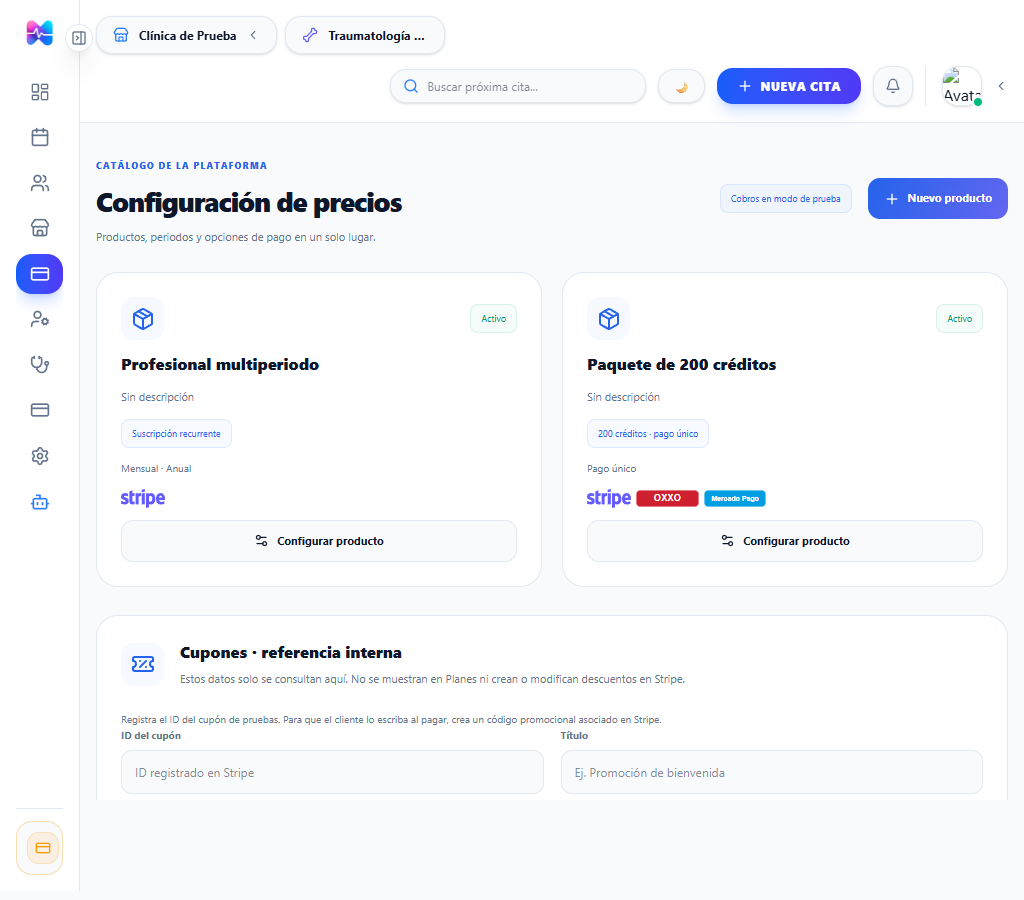 Clínica de Prueba
Traumatología ...
Buscar próxima cita...
NUEVA CITA
Avata
CATÁLOGO DE LA PLATAFORMA
Configuración de precios
Productos, periodos y opciones de pago en un solo lugar.
Cobros en modo de prueba
Nuevo producto
Activo
Profesional multiperiodo
Sin descripción
Suscripción recurrente
Mensual · Anual
stripe
Configurar producto
Activo
Paquete de 200 créditos
Sin descripción
200 créditos · pago único
Pago único
stripe OXXO Mercado Pago
Configurar producto
Cupones · referencia interna
Estos datos solo se consultan aquí. No se muestran en Planes ni crean o modifican descuentos en Stripe.
Registra el ID del cupón de pruebas. Para que el cliente lo escriba al pagar, crea un código promocional asociado en Stripe.
ID del cupón
ID registrado en Stripe
Título
Ej. Promoción de bienvenida